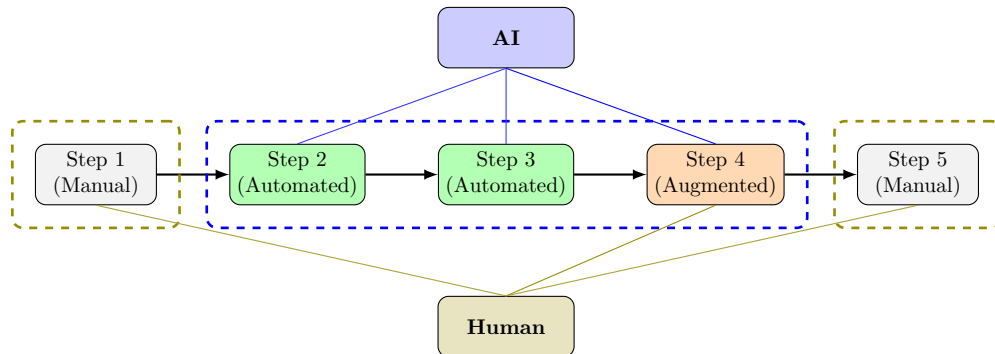 AI
Step 1
(Manual)
Step 2
(Automated)
Step 3
(Automated)
Step 4
(Augmented)
Step 5
(Manual)
Human